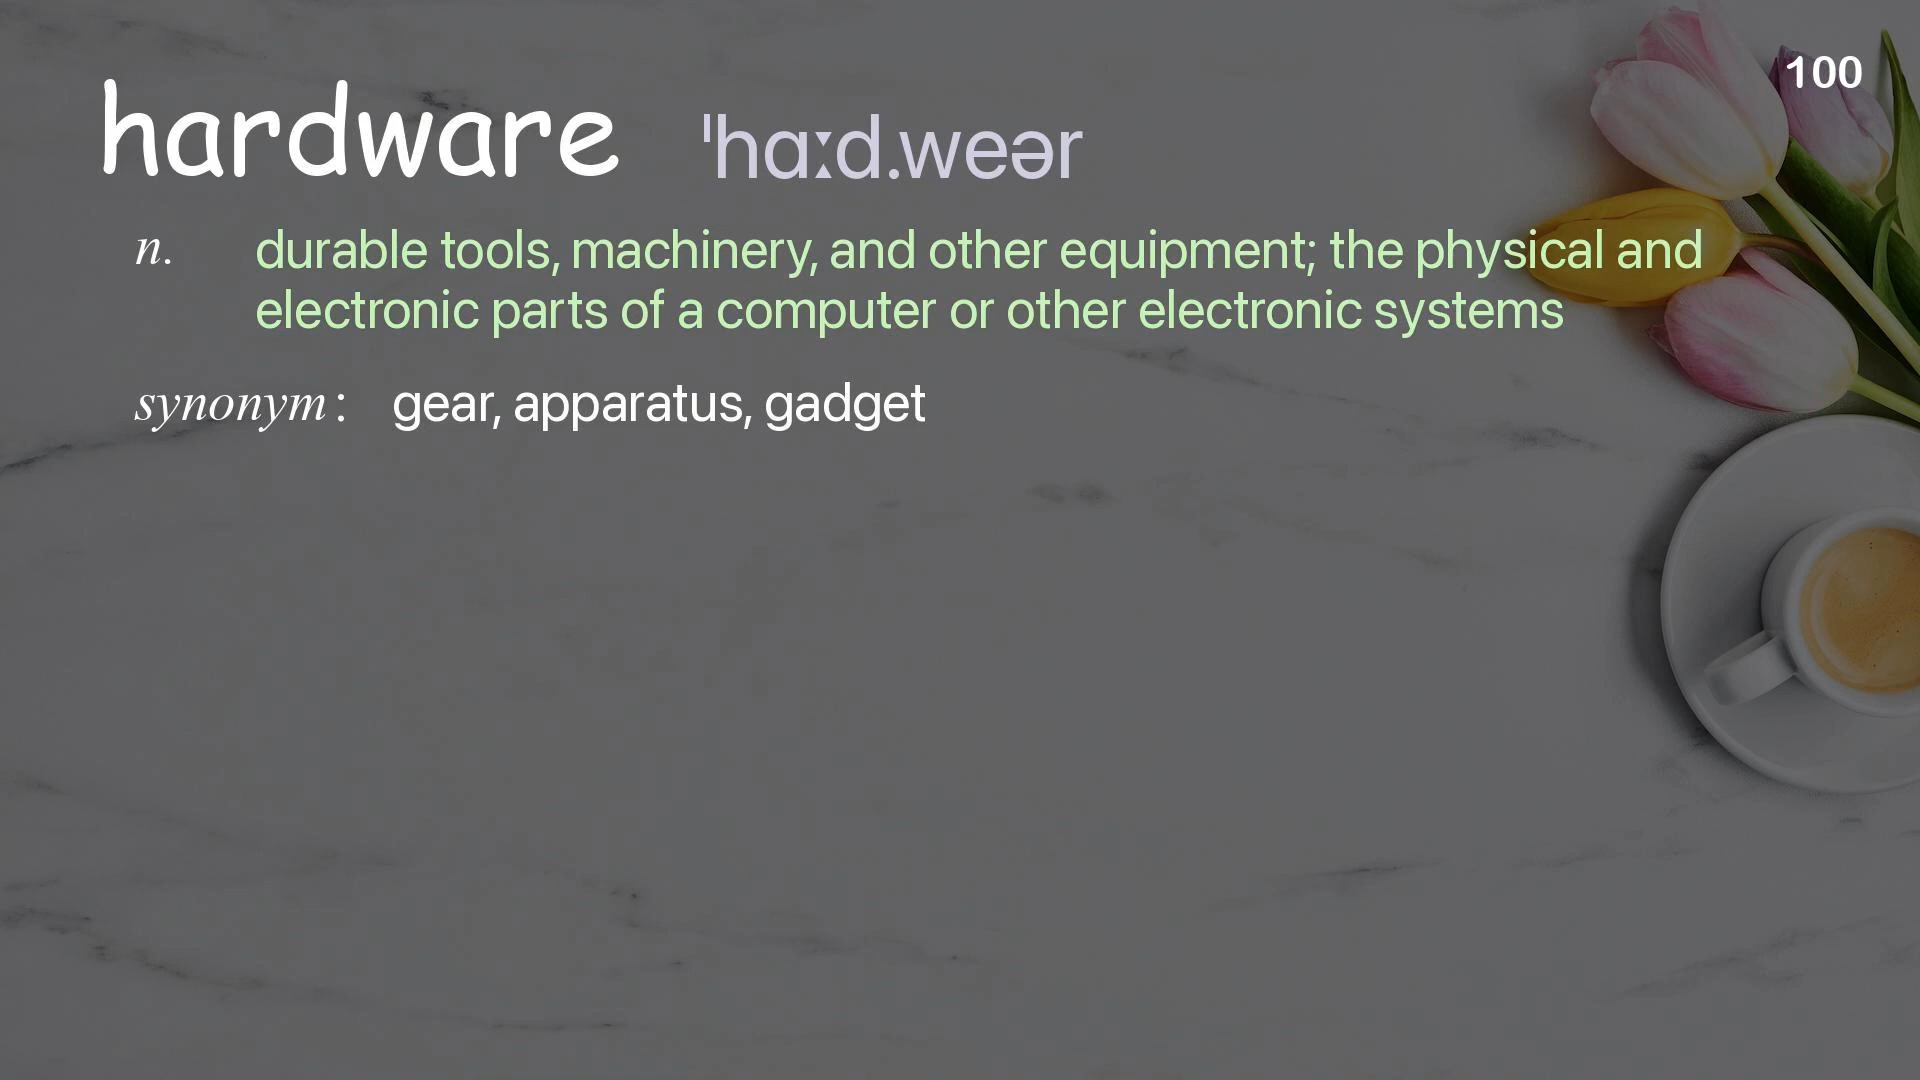 100
hardware ˈhɑːd.weər
n. durable tools, machinery, and other equipment; the physical and
electronic parts of a computer or other electronic systems
synonym: gear, apparatus, gadget